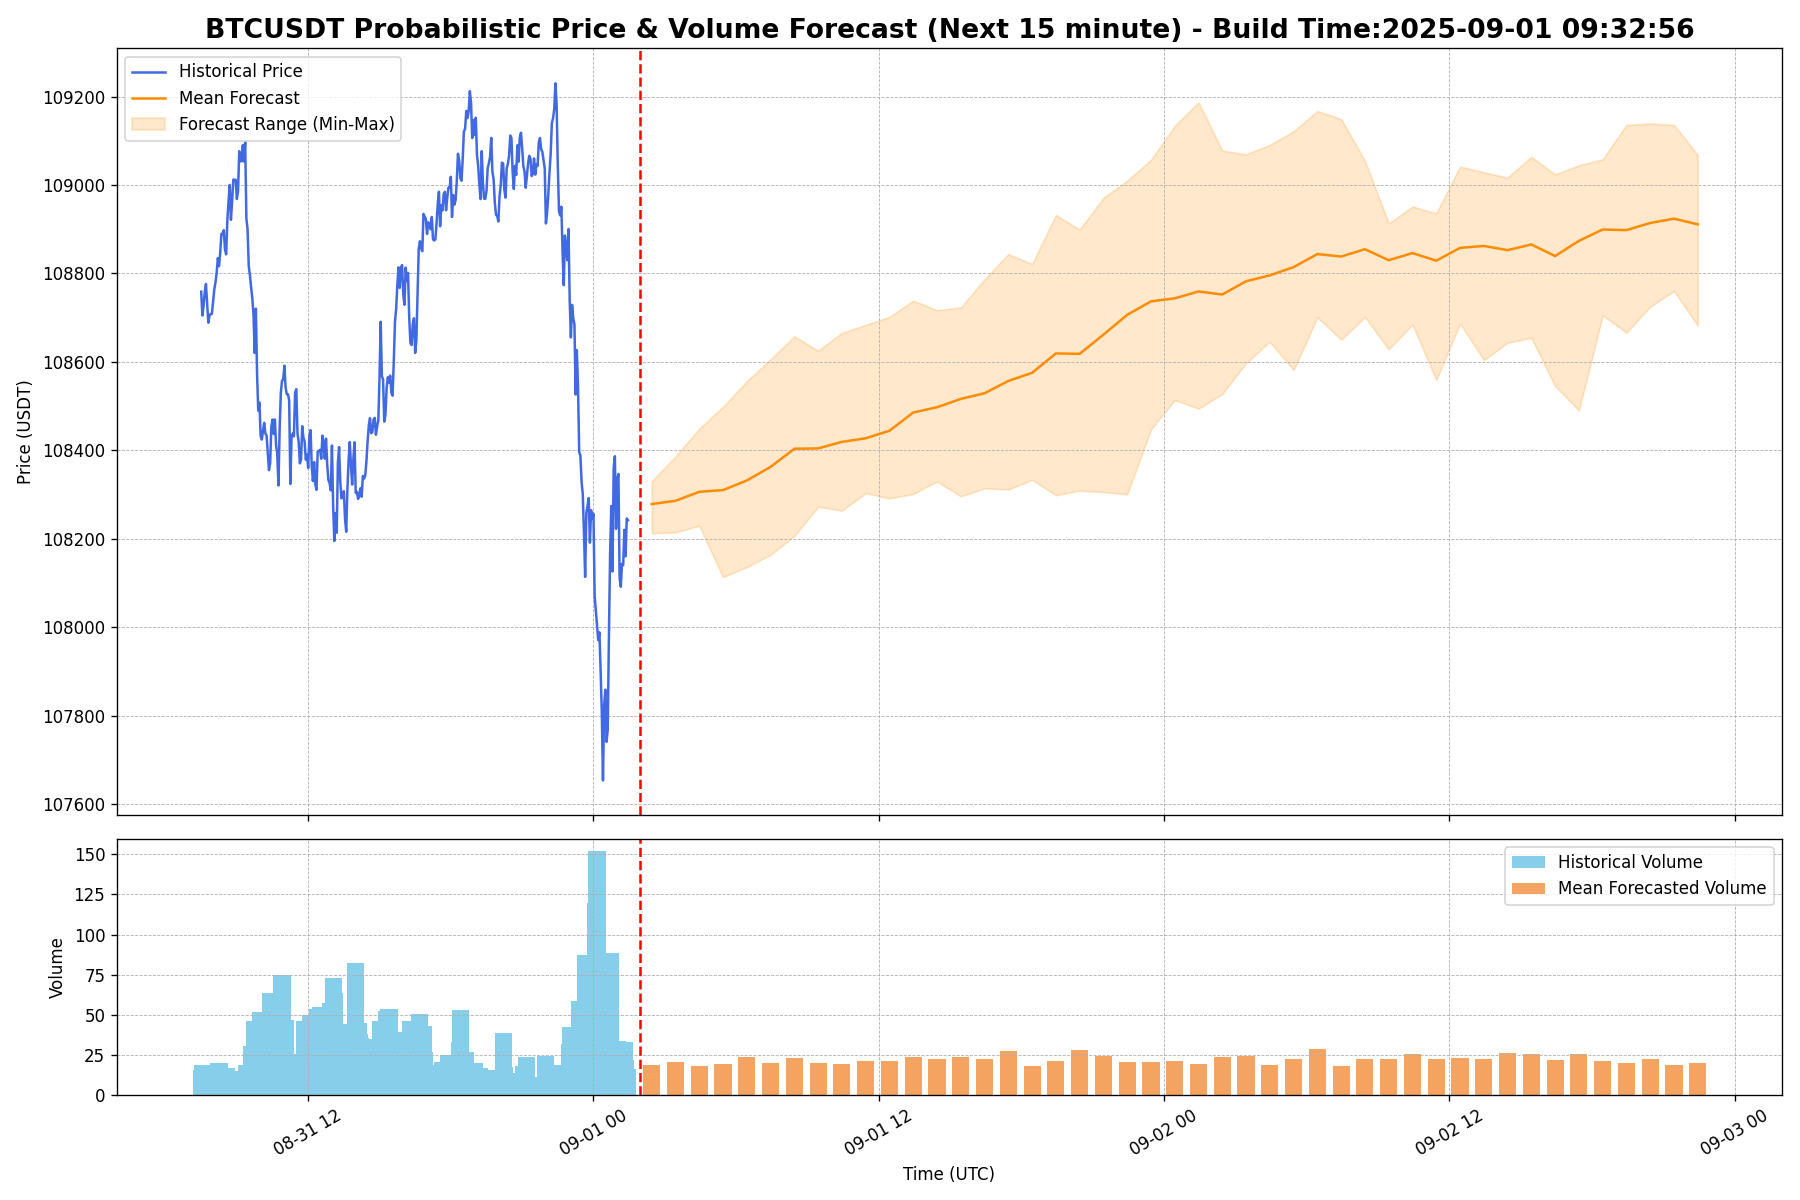 BTCUSDT Probabilistic Price & Volume Forecast (Next 15 minute) - Build Time:2025-09-01 09:32:56
Historical Price
Mean Forecast
Forecast Range (Min-Max)
Price (USDT)
109200
109000
108800
108600
108400
108200
108000
107800
107600
Historical Volume
Mean Forecasted Volume
Volume
150
125
100
75
50
25
0
08-31 12
09-01 00
09-01 12
09-02 00
09-02 12
09-03 00
Time (UTC)